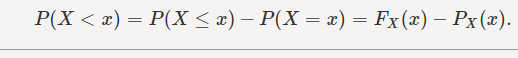 P(X < x) = P(X ≤ x) − P(X = x) = F_X(x) − P_X(x).